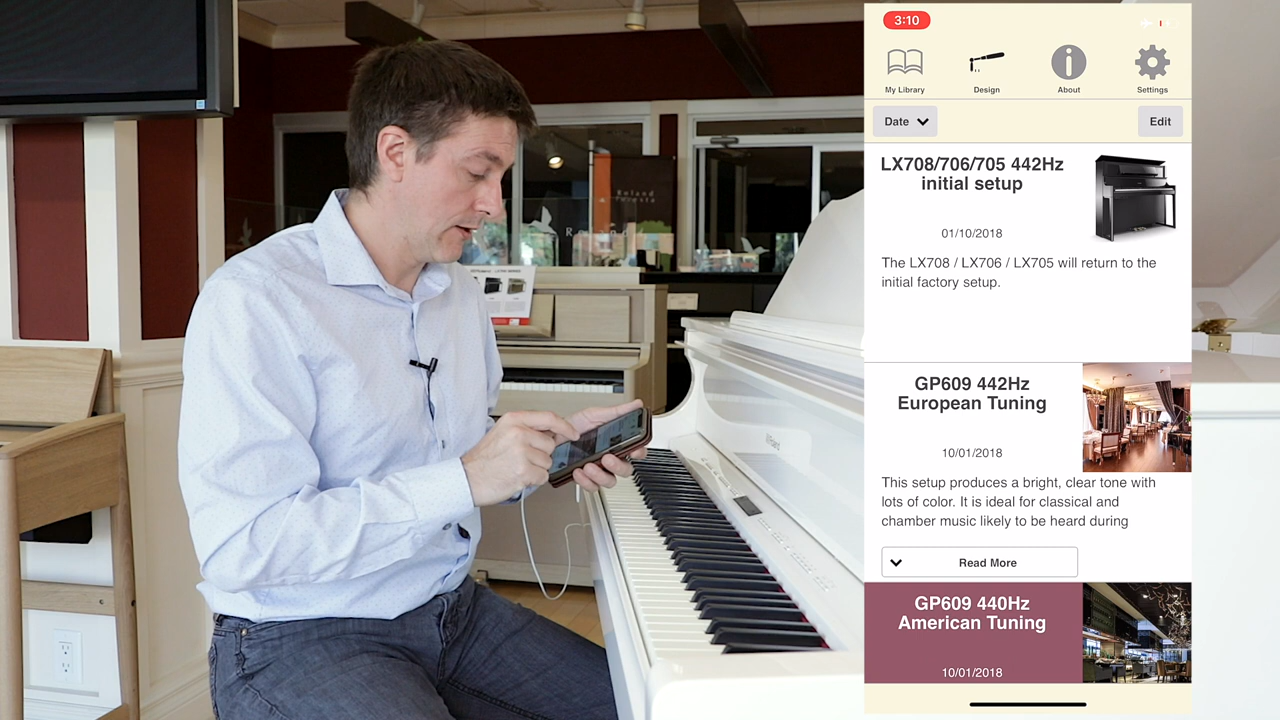 3:10
My Library
Design
About
Settings
Date
Edit
LX708/706/705 442Hz
initial setup
01/10/2018
The LX708 / LX706 / LX705 will return to the
initial factory setup.
GP609 442Hz
European Tuning
10/01/2018
This setup produces a bright, clear tone with
lots of color. It is ideal for classical and
chamber music likely to be heard during
Read More
GP609 440Hz
American Tuning
10/01/2018
Roland